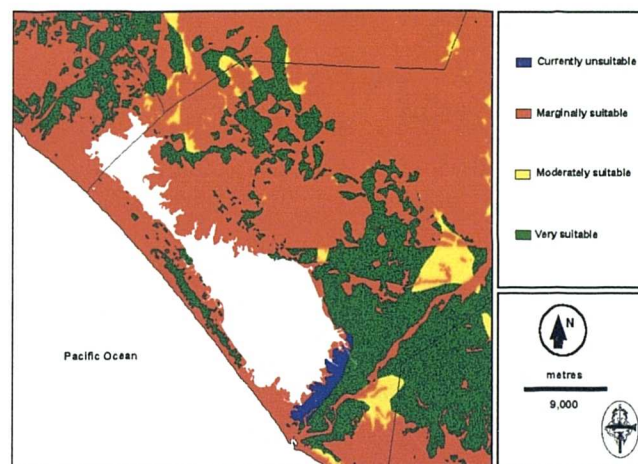 Currently unsuitable
Marginally suitable
Moderately suitable
Very suitable
Pacific Ocean
N
metres
9,000